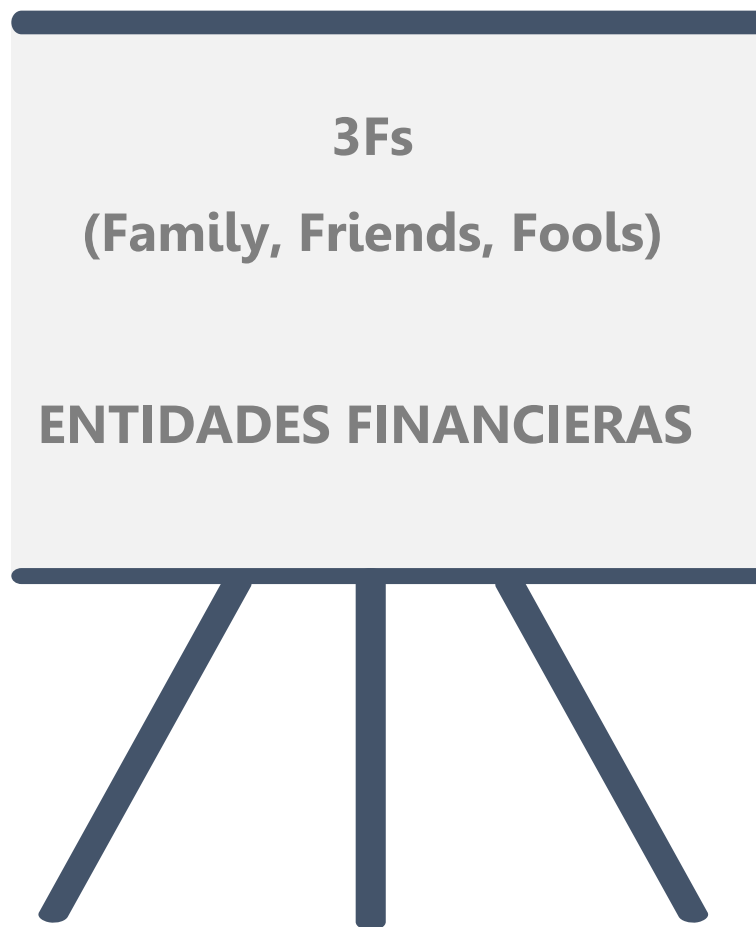 3Fs
(Family, Friends, Fools)
ENTIDADES FINANCIERAS